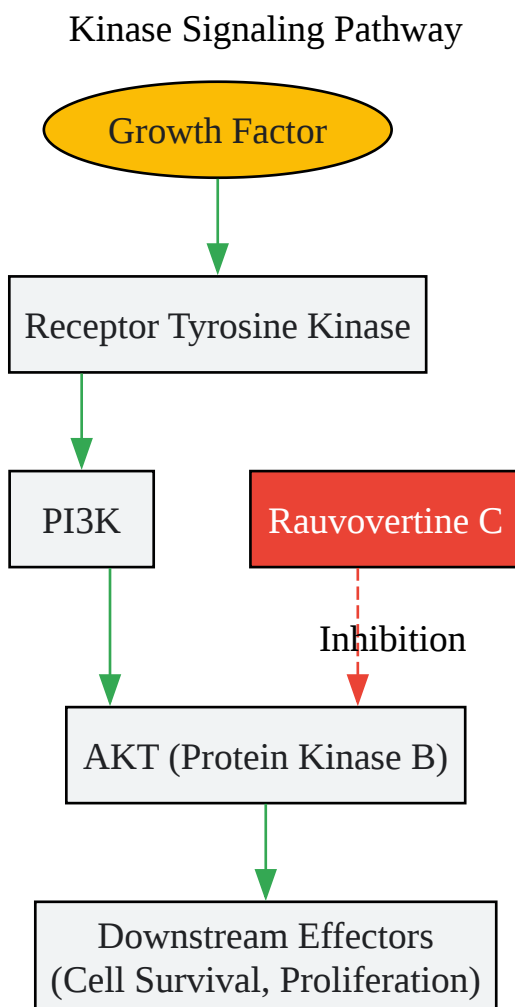 Kinase Signaling Pathway
Growth Factor
Receptor Tyrosine Kinase
PI3K
Rauvovertine C
Inhibition
AKT (Protein Kinase B)
Downstream Effectors
(Cell Survival, Proliferation)